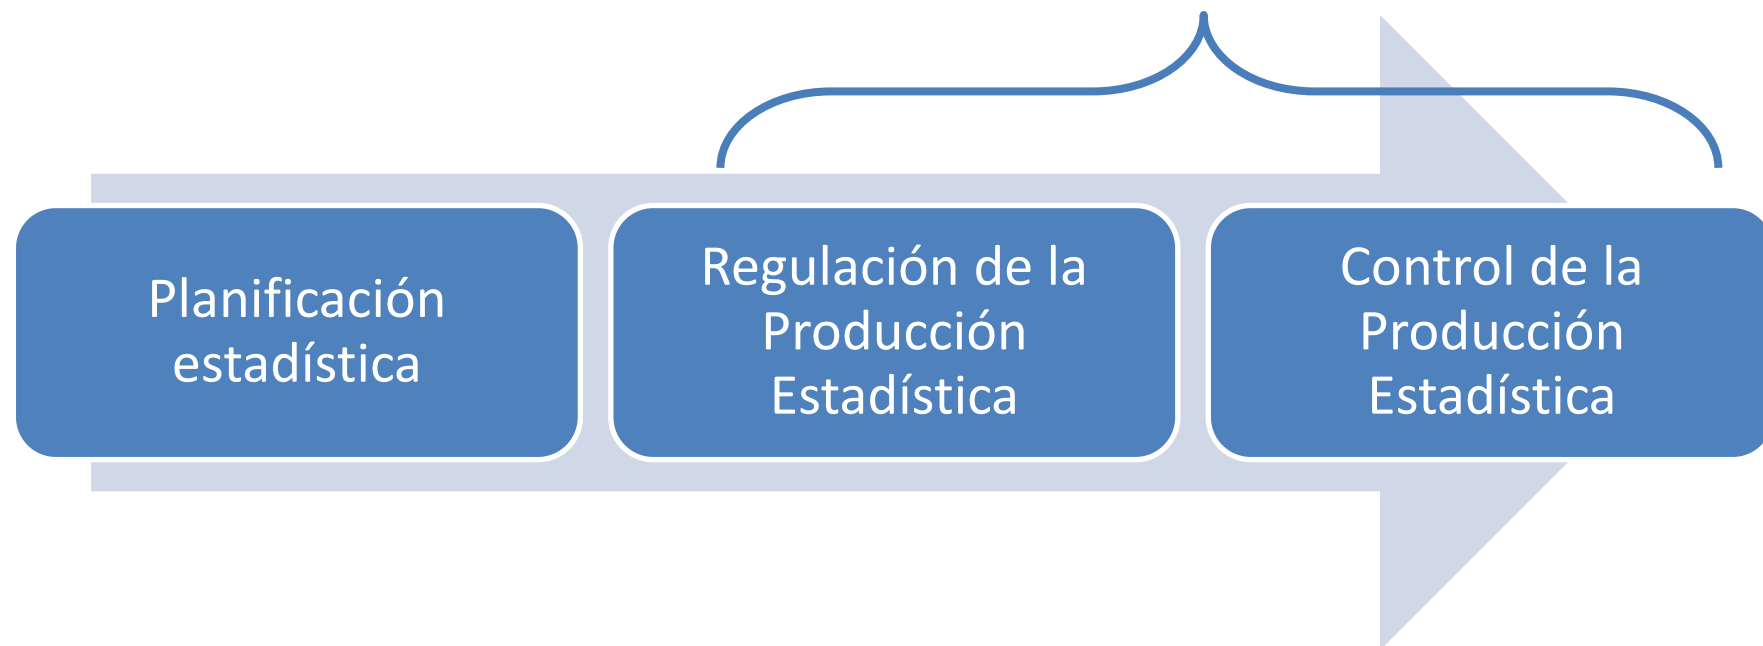 Planificación
estadística
Regulación de la
Producción
Estadística
Control de la
Producción
Estadística